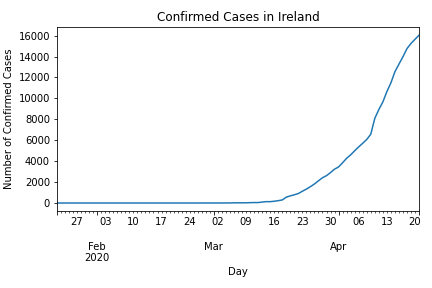 Confirmed Cases in Ireland
Number of Confirmed Cases
16000
14000
12000
10000
8000
6000
4000
2000
0
27 03 10 17 24 02 09 16 23 30 06 13 20
Feb Mar Apr
2020
Day